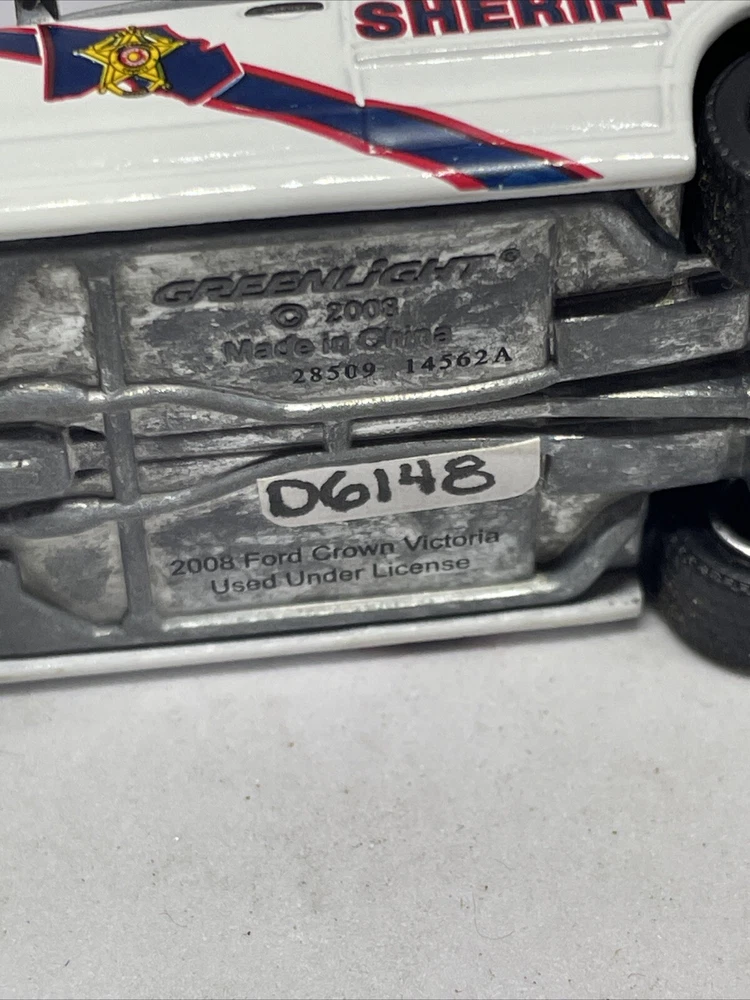 SHERIFF
GREENLiGHT®
© 2008
Made in China
28509 14562A
D6148
2008 Ford Crown Victoria
Used Under License